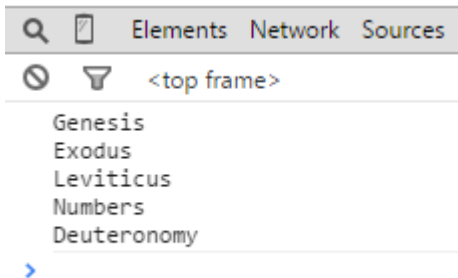 Elements Network Sources
<top frame>
Genesis
Exodus
Leviticus
Numbers
Deuteronomy
>